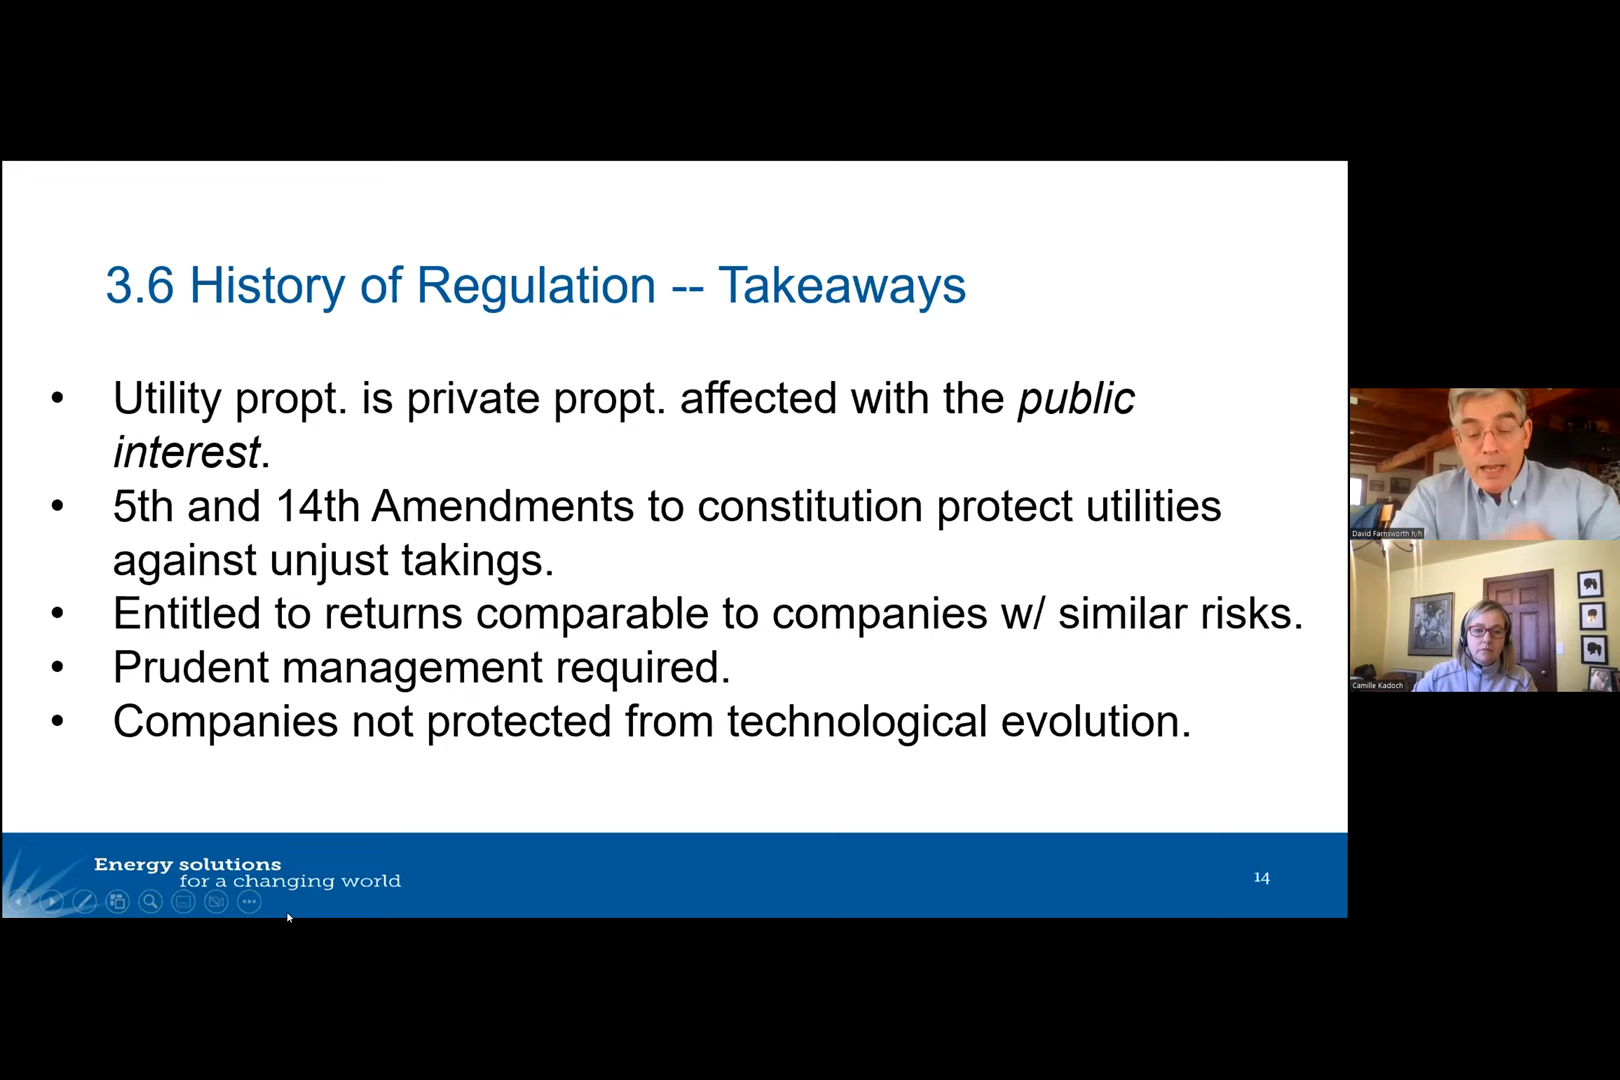 3.6 History of Regulation -- Takeaways
• Utility propt. is private propt. affected with the public
interest.
• 5th and 14th Amendments to constitution protect utilities
against unjust takings.
• Entitled to returns comparable to companies w/ similar risks.
• Prudent management required.
• Companies not protected from technological evolution.
Energy solutions
for a changing world
14
David Farnsworth h/h
Camille Kadoch